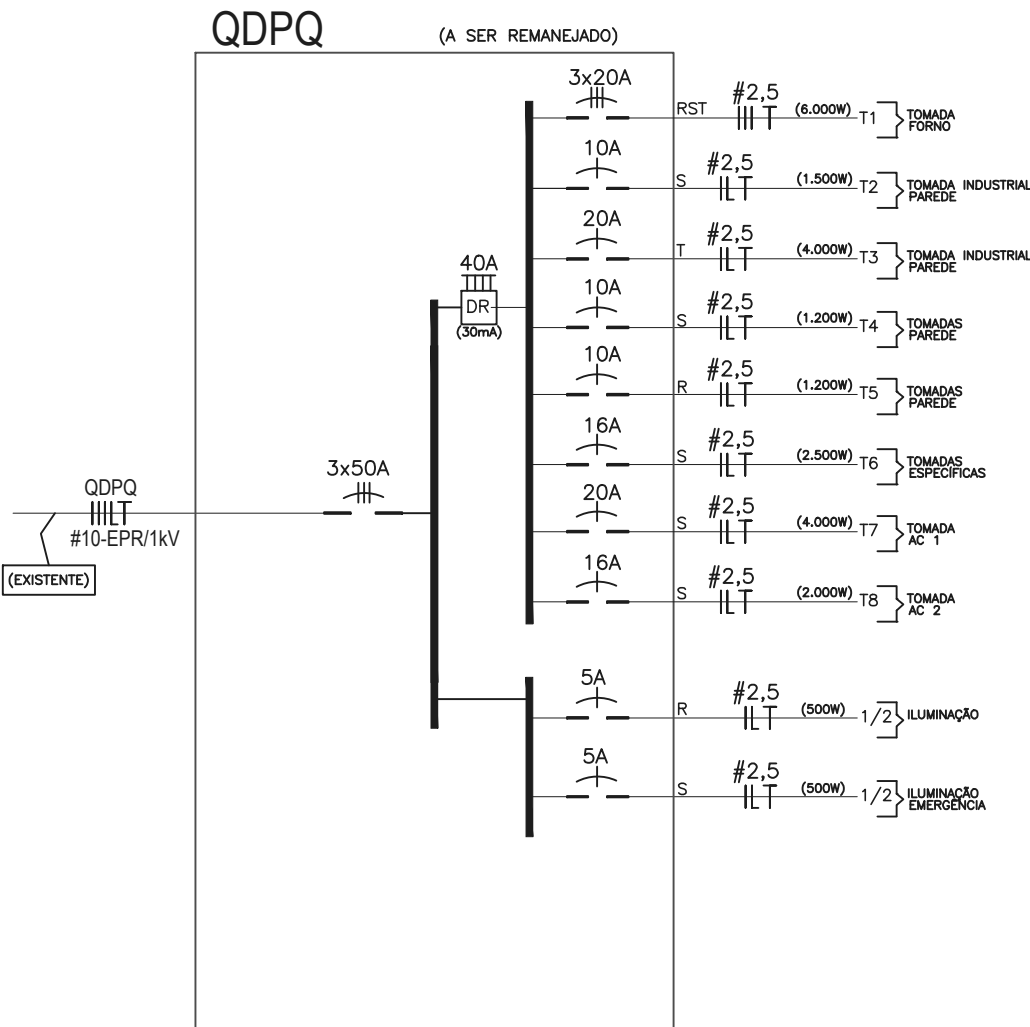 QDPQ
(A SER REMANEJADO)
3x20A
RST
#2,5
(6.000W)
T1
TOMADA
FORNO
10A
S
#2,5
(1.500W)
T2
TOMADA INDUSTRIAL
PAREDE
20A
T
#2,5
(4.000W)
T3
TOMADA INDUSTRIAL
PAREDE
40A
DR
(30mA)
10A
S
#2,5
(1.200W)
T4
TOMADAS
PAREDE
10A
R
#2,5
(1.200W)
T5
TOMADAS
PAREDE
16A
S
#2,5
(2.500W)
T6
TOMADAS
ESPECÍFICAS
3x50A
QDPQ
#10-EPR/1kV
(EXISTENTE)
20A
S
#2,5
(4.000W)
T7
TOMADA
AC 1
16A
S
#2,5
(2.000W)
T8
TOMADA
AC 2
5A
R
#2,5
(500W)
1/2
ILUMINAÇÃO
5A
S
#2,5
(500W)
1/2
ILUMINAÇÃO
EMERGÊNCIA